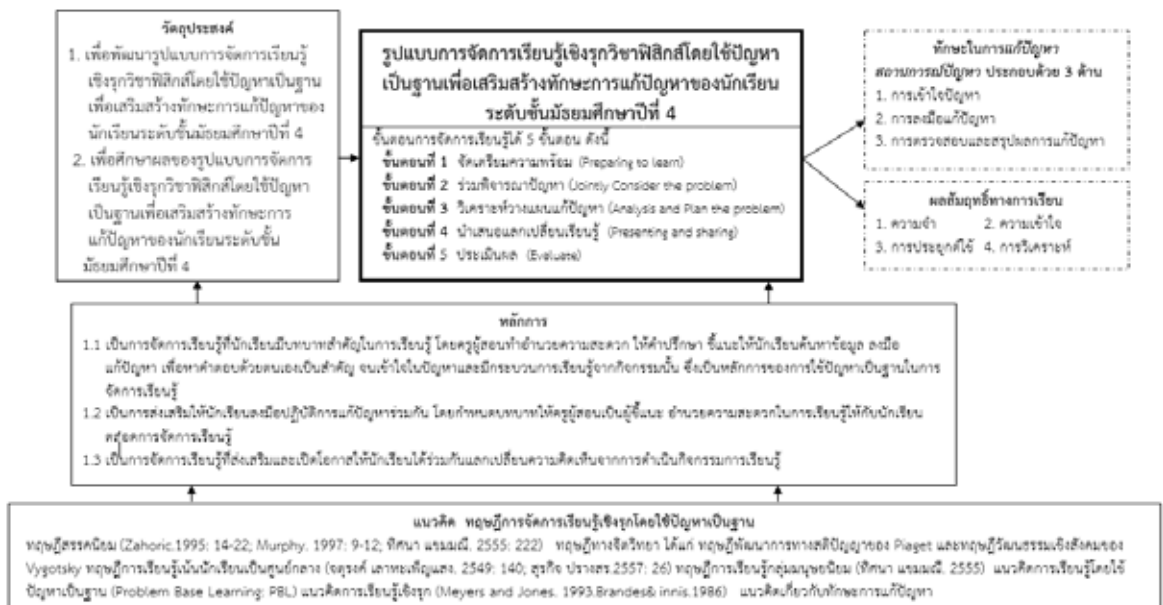 วัตถุประสงค์
1. เพื่อพัฒนารูปแบบการจัดการเรียนรู้
เชิงรุกวิชาฟิสิกส์โดยใช้ปัญหาเป็นฐาน
เพื่อเสริมสร้างทักษะการแก้ปัญหาของ
นักเรียนระดับชั้นมัธยมศึกษาปีที่ 4
2. เพื่อศึกษาผลของรูปแบบการจัดการ
เรียนรู้เชิงรุกวิชาฟิสิกส์โดยใช้ปัญหา
เป็นฐานเพื่อเสริมสร้างทักษะการ
แก้ปัญหาของนักเรียนระดับชั้น
มัธยมศึกษาปีที่ 4
รูปแบบการจัดการเรียนรู้เชิงรุกวิชาฟิสิกส์โดยใช้ปัญหา
เป็นฐานเพื่อเสริมสร้างทักษะการแก้ปัญหาของนักเรียน
ระดับชั้นมัธยมศึกษาปีที่ 4
ขั้นตอนการจัดการเรียนรู้ได้ 5 ขั้นตอน ดังนี้
ขั้นตอนที่ 1 จัดเตรียมความพร้อม (Preparing to learn)
ขั้นตอนที่ 2 ร่วมพิจารณาปัญหา (Jointly Consider the problem)
ขั้นตอนที่ 3 วิเคราะห์วางแผนแก้ปัญหา (Analysis and Plan the problem)
ขั้นตอนที่ 4 นำเสนอแลกเปลี่ยนเรียนรู้ (Presenting and sharing)
ขั้นตอนที่ 5 ประเมินผล (Evaluate)
ทักษะในการแก้ปัญหา
สถานการณ์ปัญหา ประกอบด้วย 3 ด้าน
1. การเข้าใจปัญหา
2. การลงมือแก้ปัญหา
3. การตรวจสอบและสรุปผลการแก้ปัญหา
ผลสัมฤทธิ์ทางการเรียน
1. ความจำ 2. ความเข้าใจ
3. การประยุกต์ใช้ 4. การวิเคราะห์
หลักการ
1.1 เป็นการจัดการเรียนรู้ที่นักเรียนมีบทบาทสำคัญในการเรียนรู้ โดยครูผู้สอนทำอำนวยความสะดวก ให้คำปรึกษา ชี้แนะให้นักเรียนค้นหาข้อมูล ลงมือ
แก้ปัญหา เพื่อหาคำตอบด้วยตนเองเป็นสำคัญ จนเข้าใจในปัญหาและมีกระบวนการเรียนรู้จากกิจกรรมนั้น ซึ่งเป็นหลักการของการใช้ปัญหาเป็นฐานในการ
จัดการเรียนรู้
1.2 เป็นการส่งเสริมให้นักเรียนลงมือปฏิบัติการแก้ปัญหาร่วมกัน โดยกำหนดบทบาทให้ครูผู้สอนเป็นผู้ชี้แนะ อำนวยความสะดวกในการเรียนรู้ให้กับนักเรียน
ตลอดการจัดการเรียนรู้
1.3 เป็นการจัดการเรียนรู้ที่ส่งเสริมและเปิดโอกาสให้นักเรียนได้ร่วมกันแลกเปลี่ยนความคิดเห็นจากการดำเนินกิจกรรมการเรียนรู้
แนวคิด ทฤษฎีการจัดการเรียนรู้เชิงรุกโดยใช้ปัญหาเป็นฐาน
ทฤษฎีสรรคนิยม (Zahoric.1995: 14-22; Murphy. 1997: 9-12; ทิศนา แขมมณี. 2555: 222) ทฤษฎีทางจิตวิทยา ได้แก่ ทฤษฎีพัฒนาการทางสติปัญญาของ Piaget และทฤษฎีวัฒนธรรมเชิงสังคมของ
Vygotsky ทฤษฎีการเรียนรู้เน้นนักเรียนเป็นศูนย์กลาง (จตุรงค์ เลาหะเพ็ญแสง. 2549: 140; สุรกิจ ปรางสร.2557: 26) ทฤษฎีการเรียนรู้กลุ่มมนุษยนิยม (ทิศนา แขมมณี. 2555) แนวคิดการเรียนรู้โดยใช้
ปัญหาเป็นฐาน (Problem Base Learning: PBL) แนวคิดการเรียนรู้เชิงรุก (Meyers and Jones. 1993.Brandes& innis.1986) แนวคิดเกี่ยวกับทักษะการแก้ปัญหา